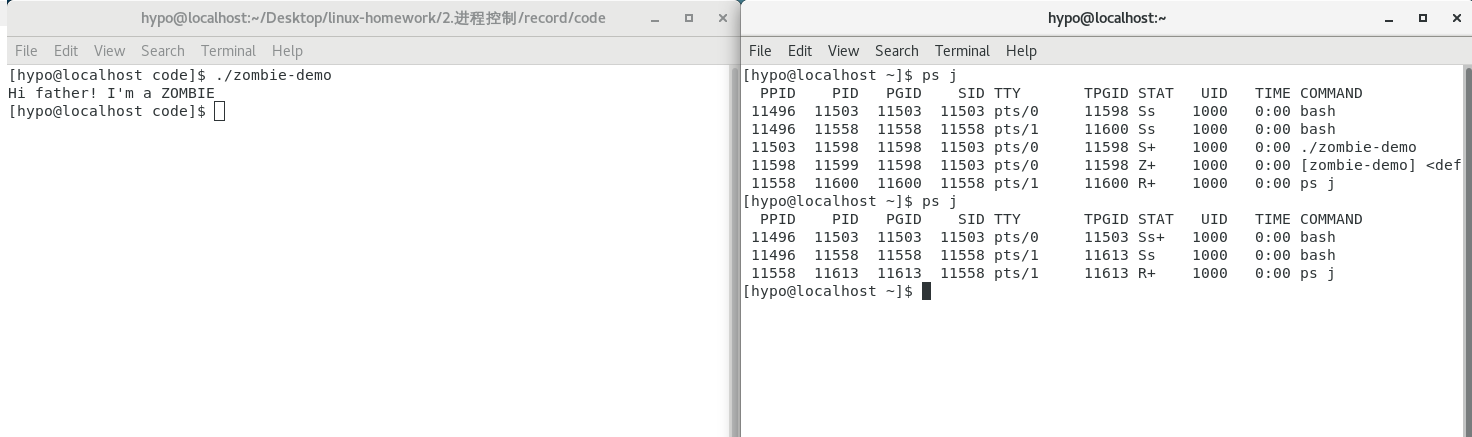 hypo@localhost:~/Desktop/linux-homework/2.进程控制/record/code
File Edit View Search Terminal Help
[hypo@localhost code]$ ./zombie-demo
Hi father! I'm a ZOMBIE
[hypo@localhost code]$
hypo@localhost:~
File Edit View Search Terminal Help
[hypo@localhost ~]$ ps j
PPID PID PGID SID TTY TPGID STAT UID TIME COMMAND
11496 11503 11503 11503 pts/0 11598 Ss 1000 0:00 bash
11496 11558 11558 11558 pts/1 11600 Ss 1000 0:00 bash
11503 11598 11598 11503 pts/0 11598 S+ 1000 0:00 ./zombie-demo
11598 11599 11598 11503 pts/0 11598 Z+ 1000 0:00 [zombie-demo] <def
11558 11600 11600 11558 pts/1 11600 R+ 1000 0:00 ps j
[hypo@localhost ~]$ ps j
PPID PID PGID SID TTY TPGID STAT UID TIME COMMAND
11496 11503 11503 11503 pts/0 11503 Ss+ 1000 0:00 bash
11496 11558 11558 11558 pts/1 11613 Ss 1000 0:00 bash
11558 11613 11613 11558 pts/1 11613 R+ 1000 0:00 ps j
[hypo@localhost ~]$